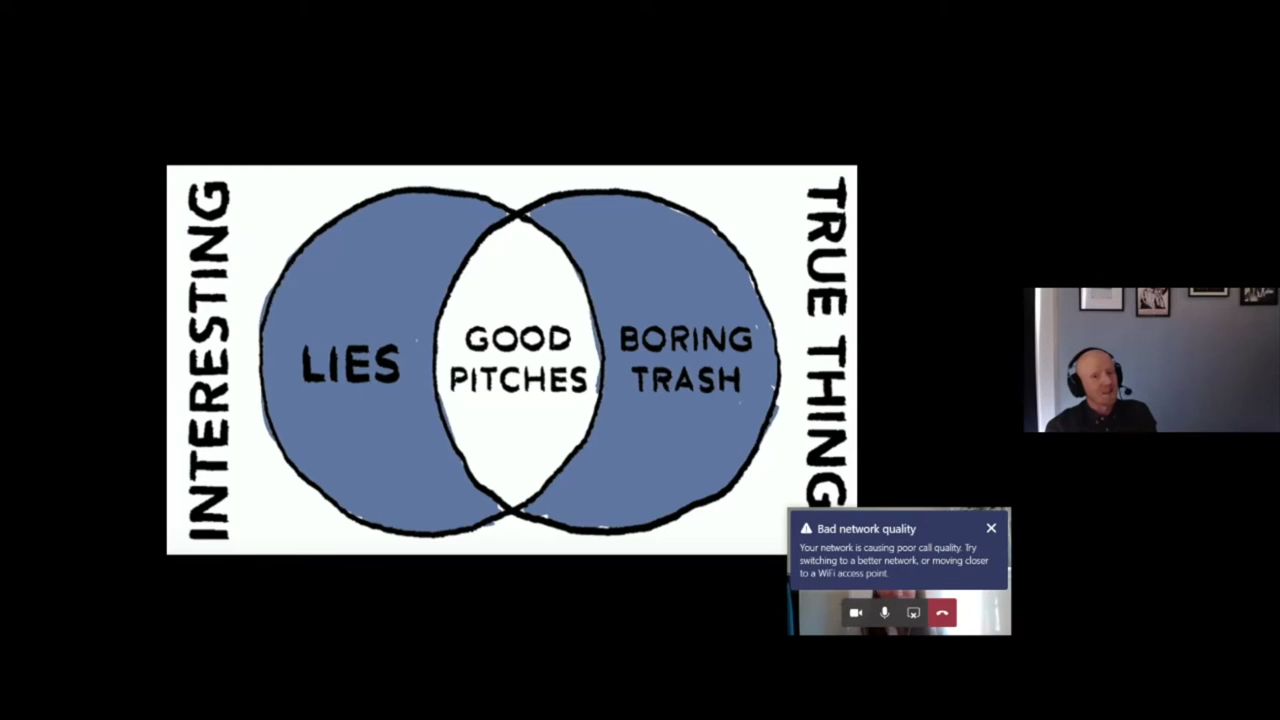 INTERESTING
LIES
GOOD
PITCHES
BORING
TRASH
TRUE THING
Bad network quality
Your network is causing poor call quality. Try
switching to a better network, or moving closer
to a WiFi access point.